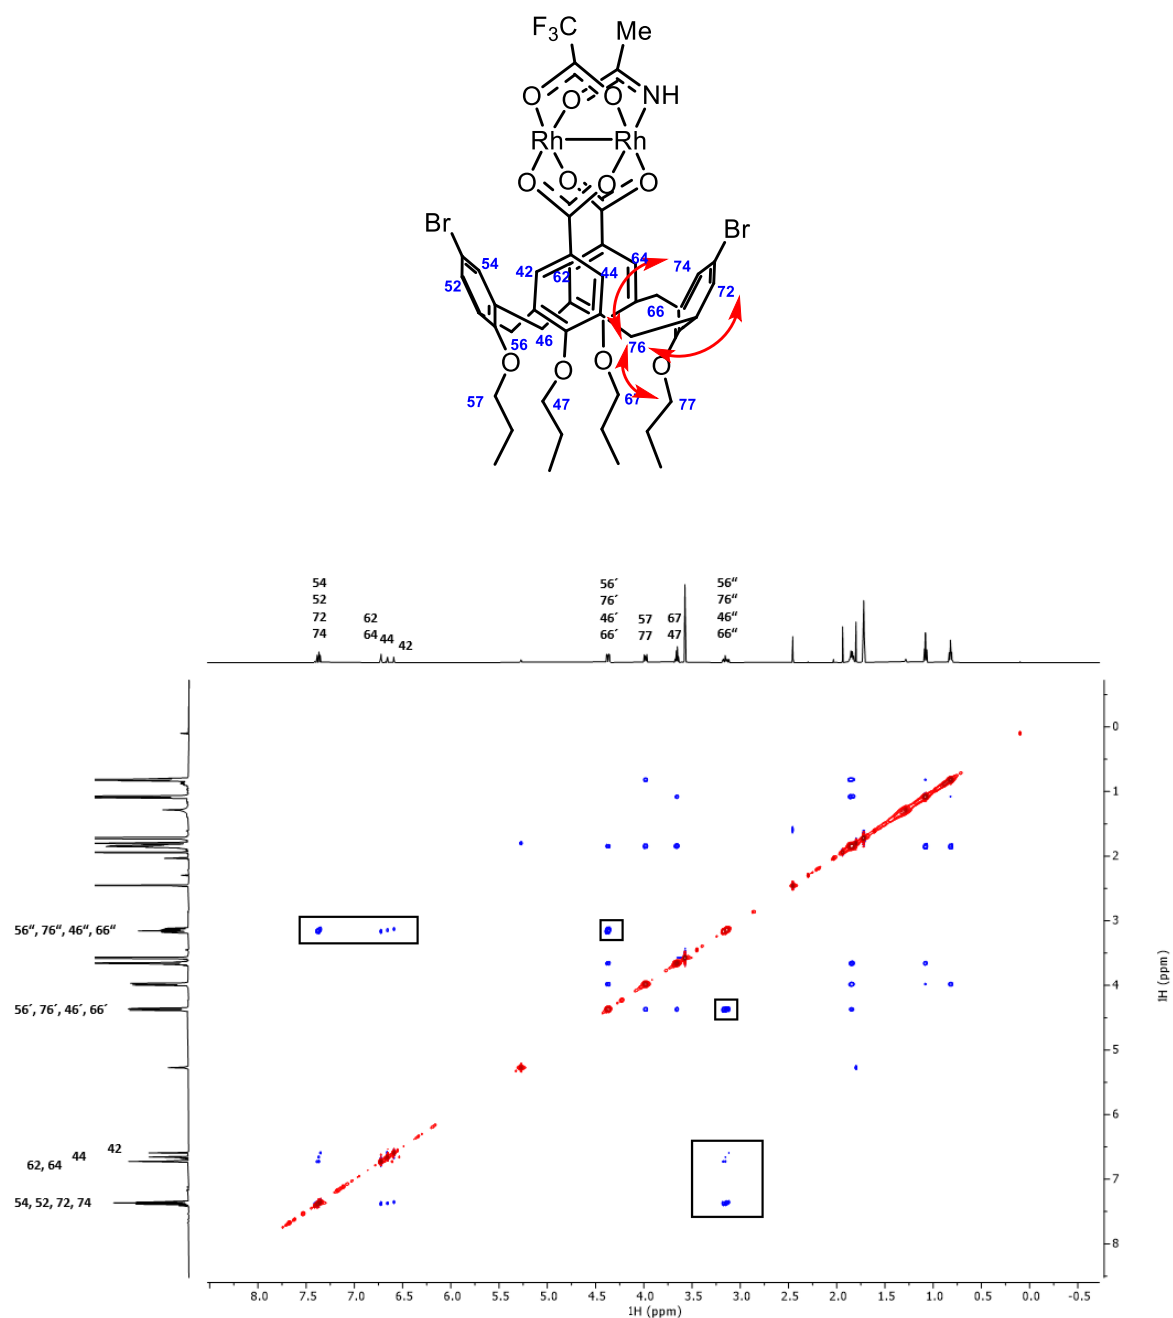 F3C Me
O O O NH
Rh Rh
O O O O
Br Br
54 42 62 64 44 74
52 72
66
56 46 76
O O O O
57 47 67 77
54 56´ 56“
52 76´ 76“
72 62 46´ 57 67 46“
74 64 44 42 66´ 77 47 66“
0
1
2
56“, 76“, 46“, 66“ 3
4
56´, 76´, 46´, 66´
5
6
42
44
62, 64
7
54, 52, 72, 74
8
1H (ppm)
8.0 7.5 7.0 6.5 6.0 5.5 5.0 4.5 4.0 3.5 3.0 2.5 2.0 1.5 1.0 0.5 0.0 -0.5
1H (ppm)